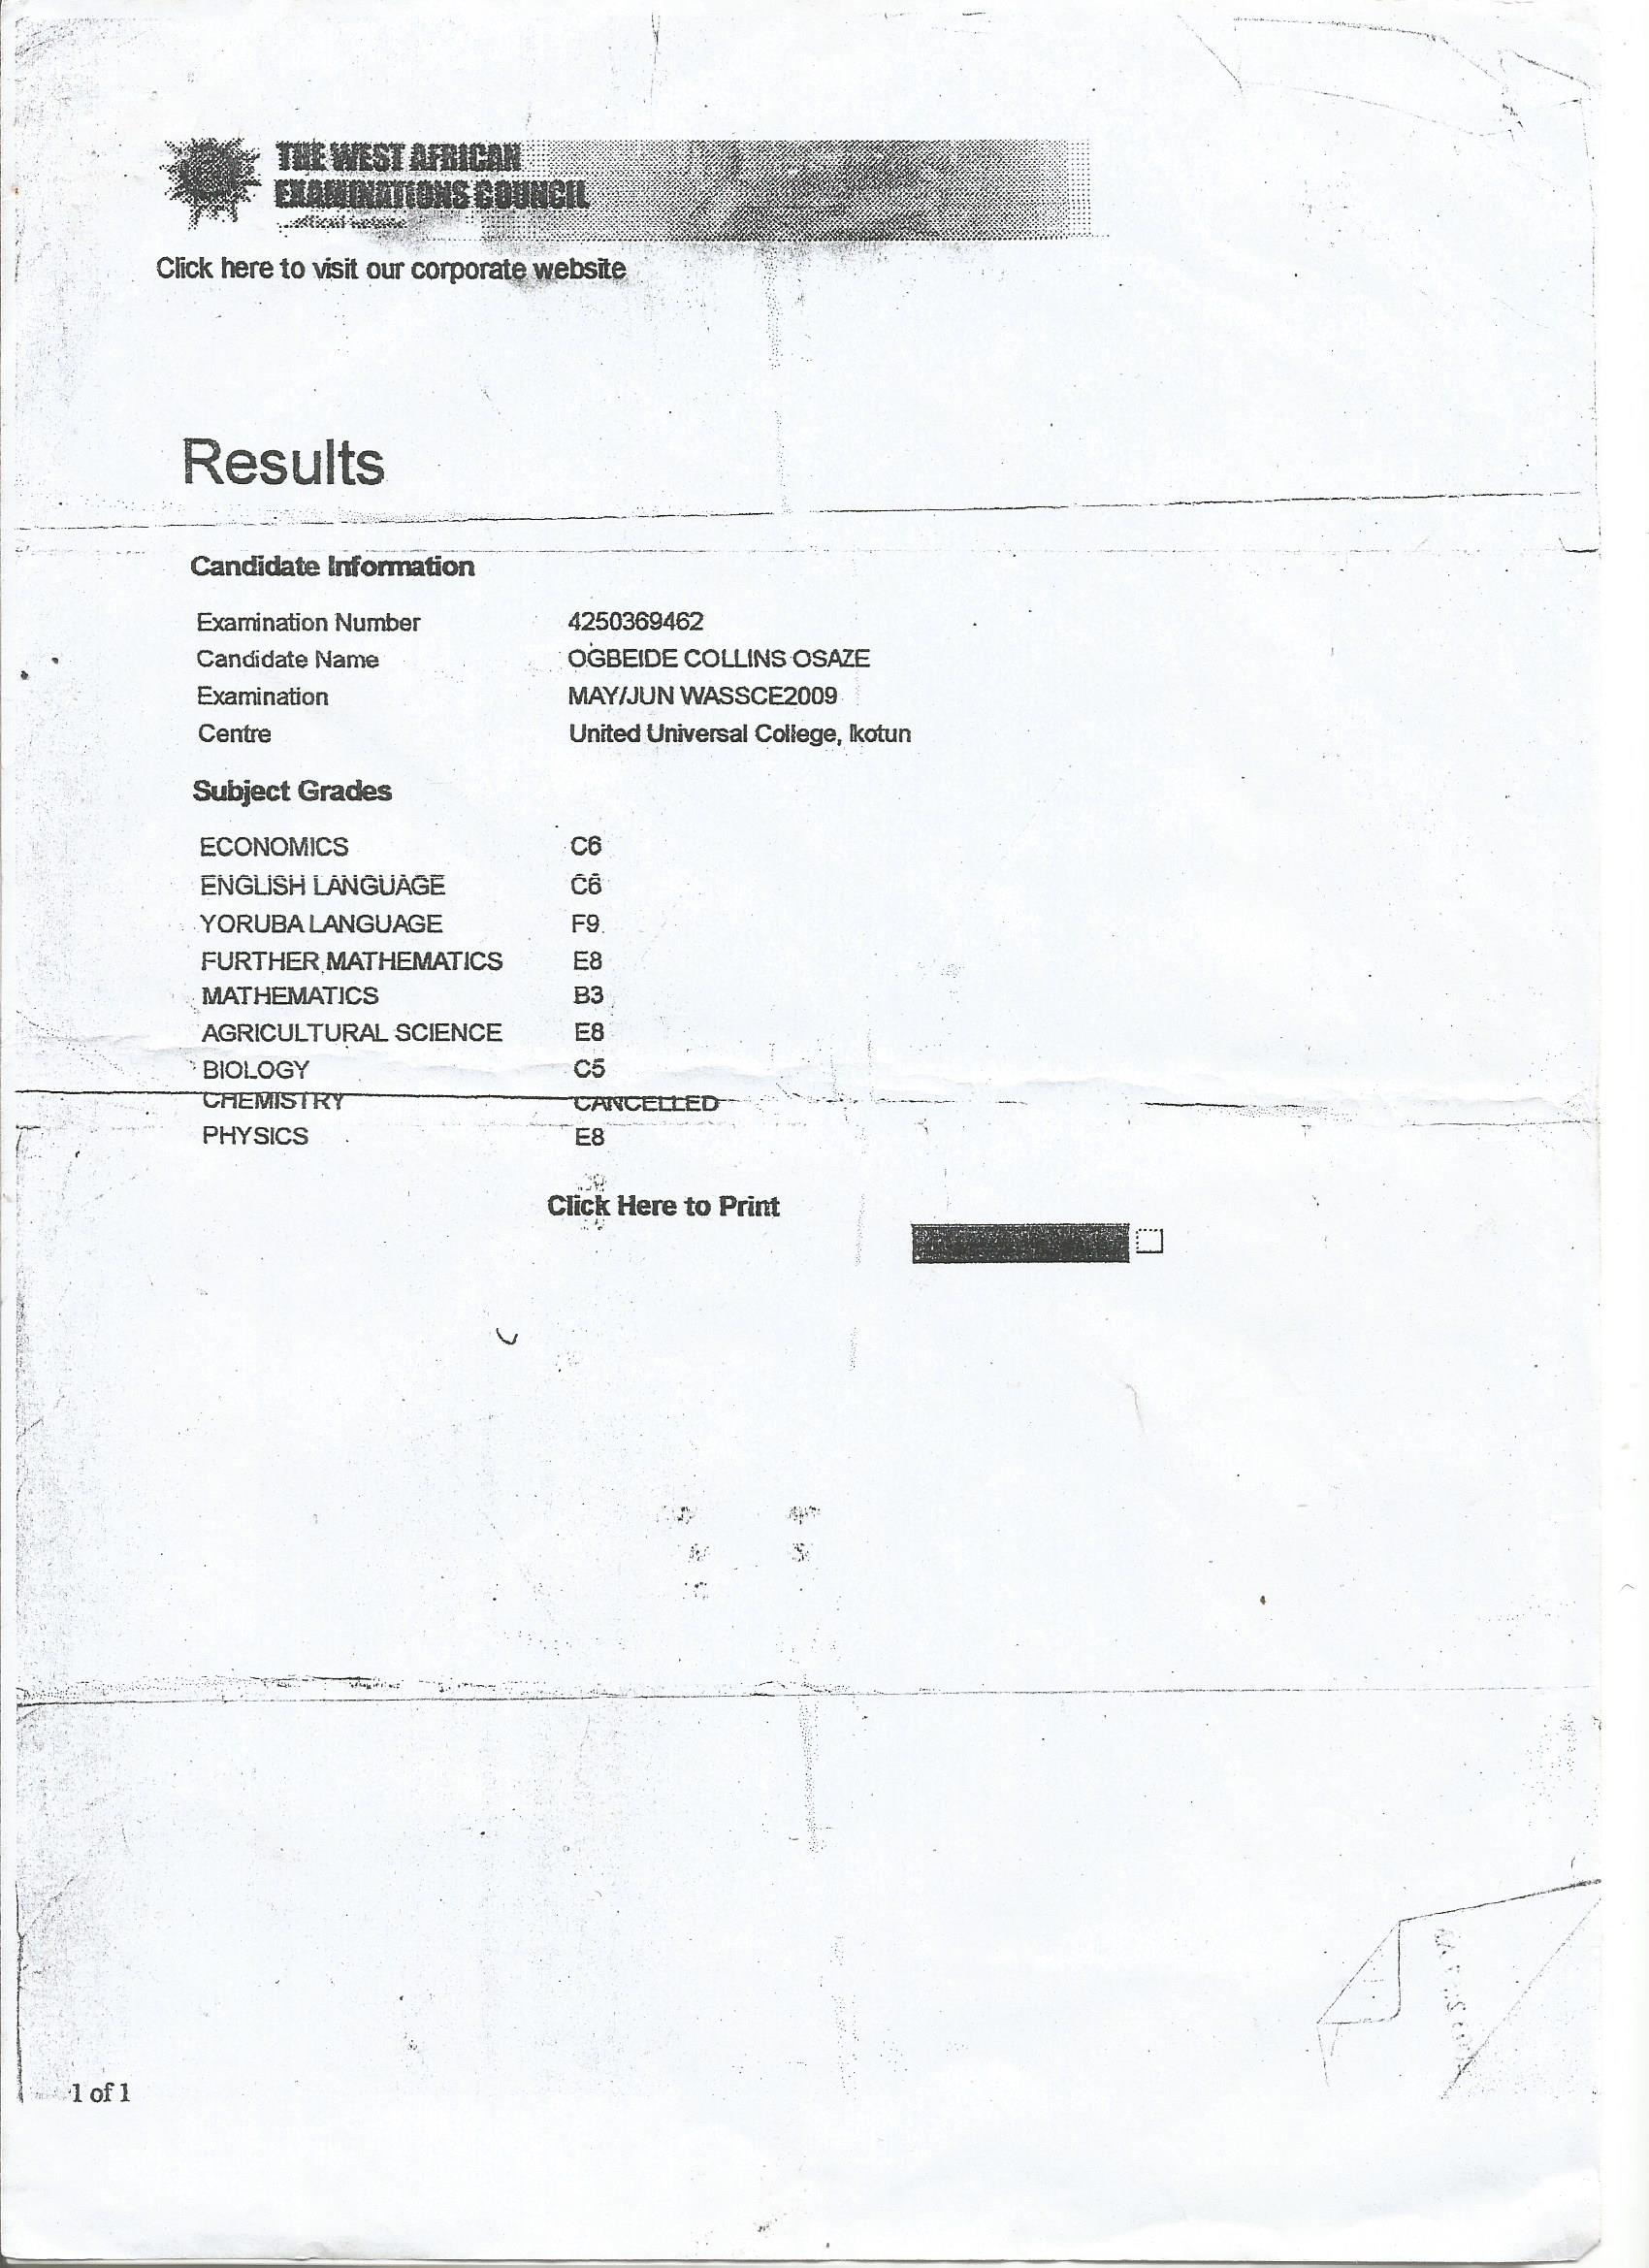 THE WEST AFRICAN
EXAMINATIONS COUNCIL
Click here to visit our corporate website
Results
Candidate Information
Examination Number 4250369462
Candidate Name OGBEIDE COLLINS OSAZE
Examination MAY/JUN WASSCE2009
Centre United Universal College, Ikotun
Subject Grades
ECONOMICS C6
ENGLISH LANGUAGE C6
YORUBA LANGUAGE F9
FURTHER MATHEMATICS E8
MATHEMATICS B3
AGRICULTURAL SCIENCE E8
BIOLOGY C5
CHEMISTRY CANCELLED
PHYSICS E8
Click Here to Print
1 of 1